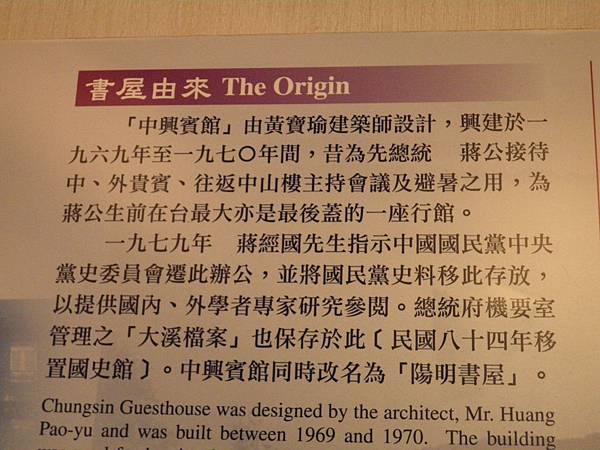 書屋由來 The Origin
「中興賓館」由黃寶瑜建築師設計，興建於一
九六九年至一九七〇年間，昔為先總統　蔣公接待
中、外貴賓、往返中山樓主持會議及避暑之用，為
蔣公生前在台最大亦是最後蓋的一座行館。
一九七九年　蔣經國先生指示中國國民黨中央
黨史委員會遷此辦公，並將國民黨史料移此存放，
以提供國內、外學者專家研究參閱。總統府機要室
管理之「大溪檔案」也保存於此〔民國八十四年移
置國史館〕。中興賓館同時改名為「陽明書屋」。
Chungsin Guesthouse was designed by the architect, Mr. Huang
Pao-yu and was built between 1969 and 1970. The building